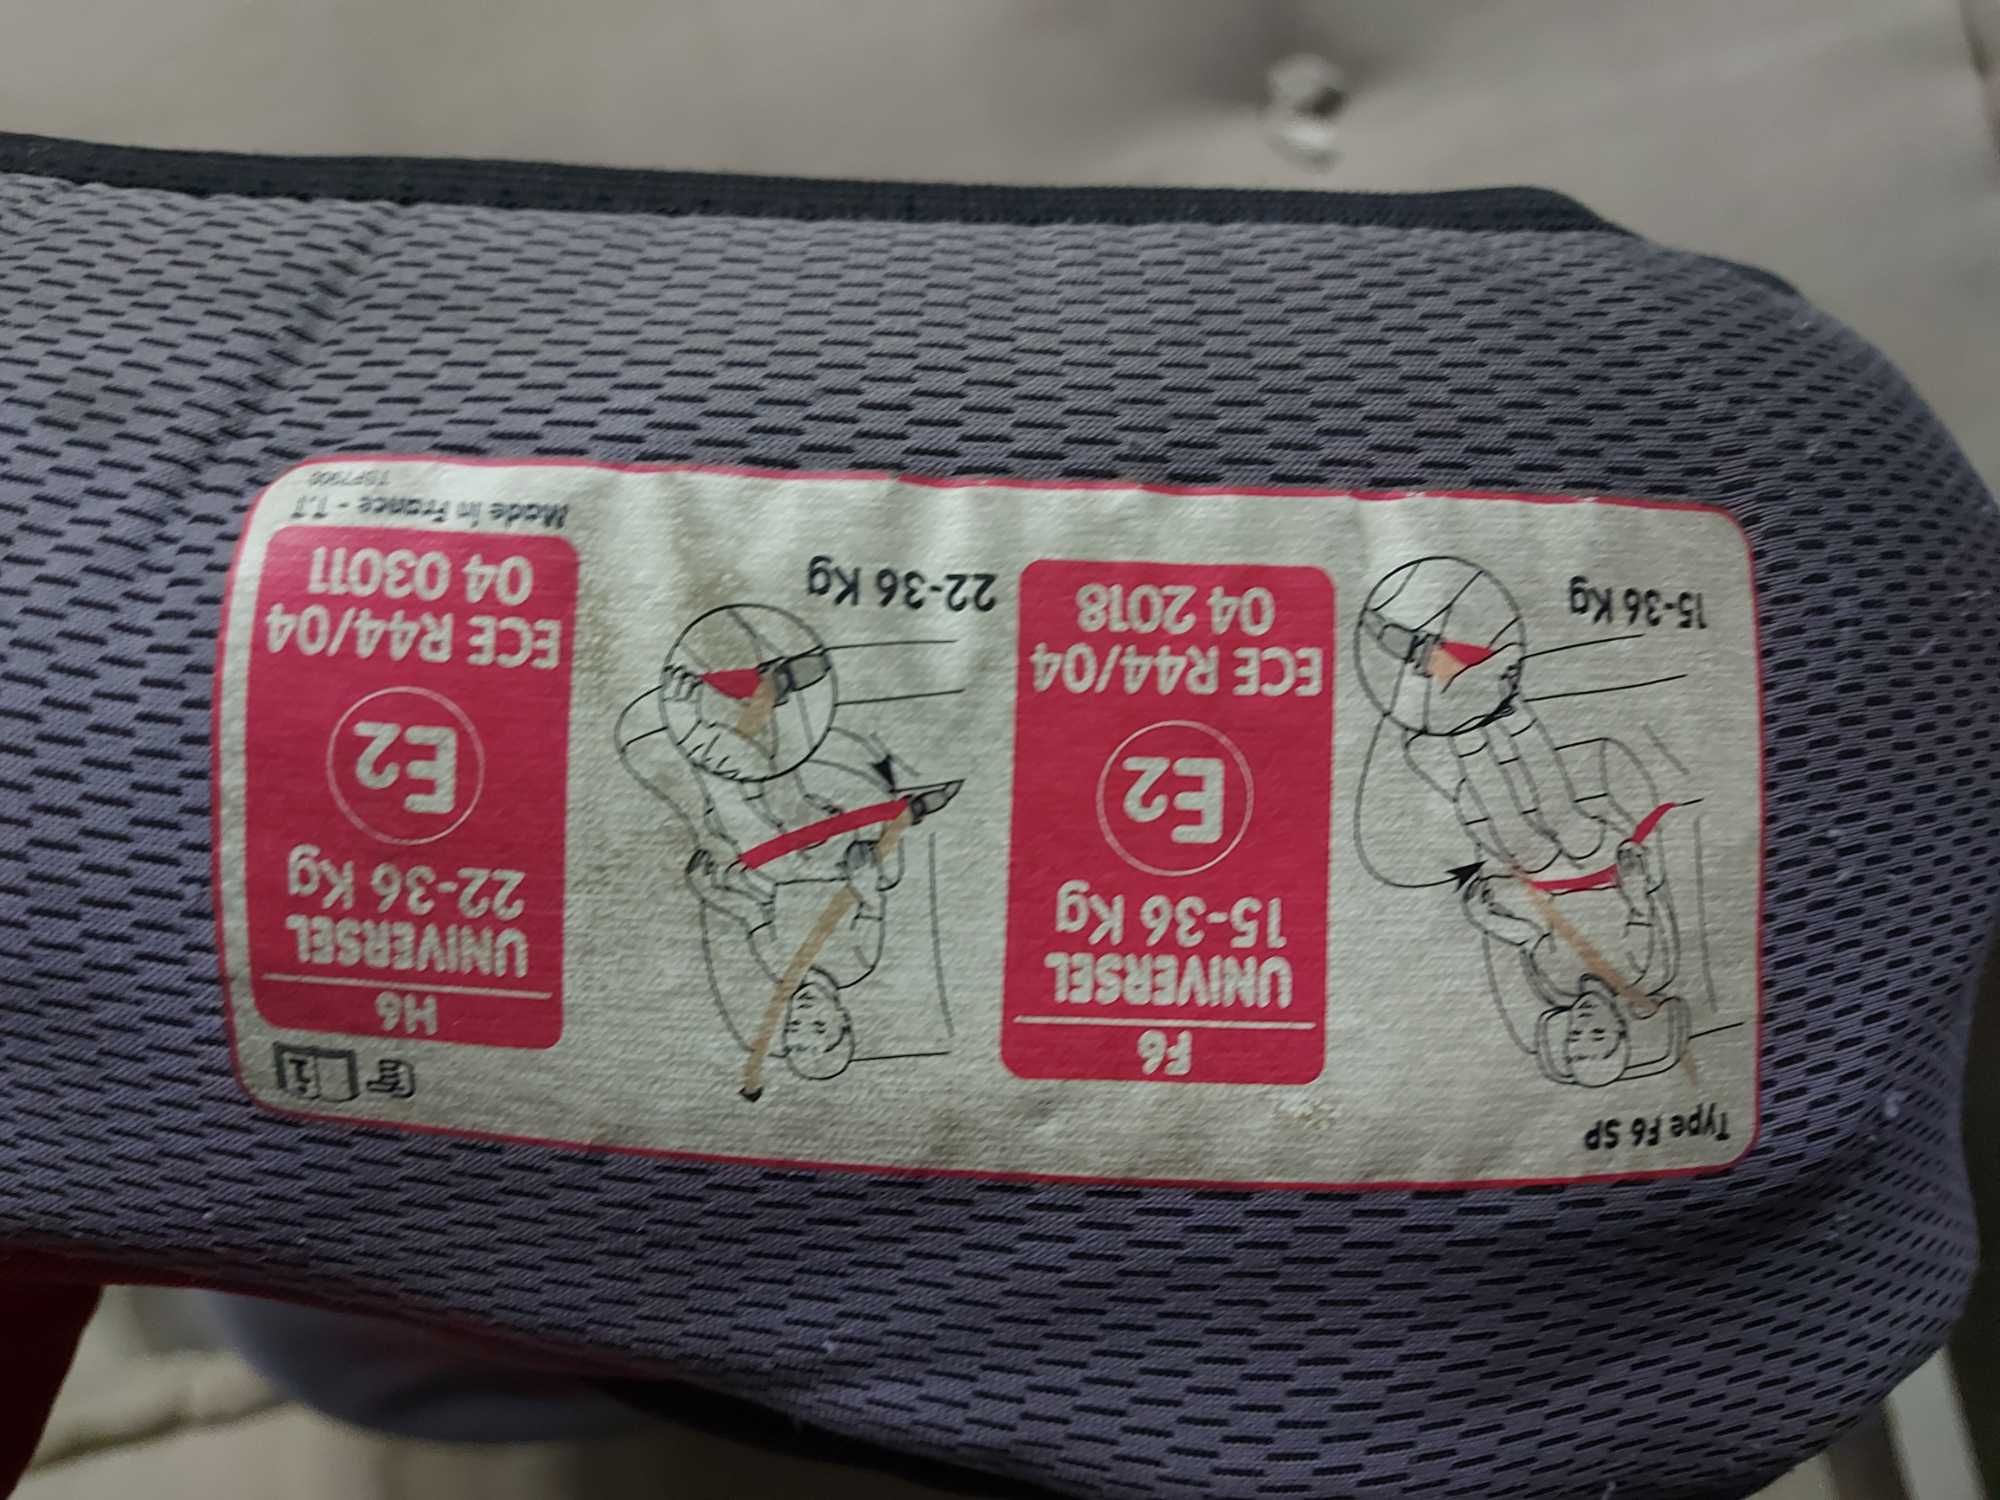 Type F6 SP
15-36 Kg
F6
UNIVERSEL
15-36 Kg
E2
ECE R44/04
04 2018
22-36 Kg
H6
UNIVERSEL
22-36 Kg
E2
ECE R44/04
04 03011
Made in France - T.T